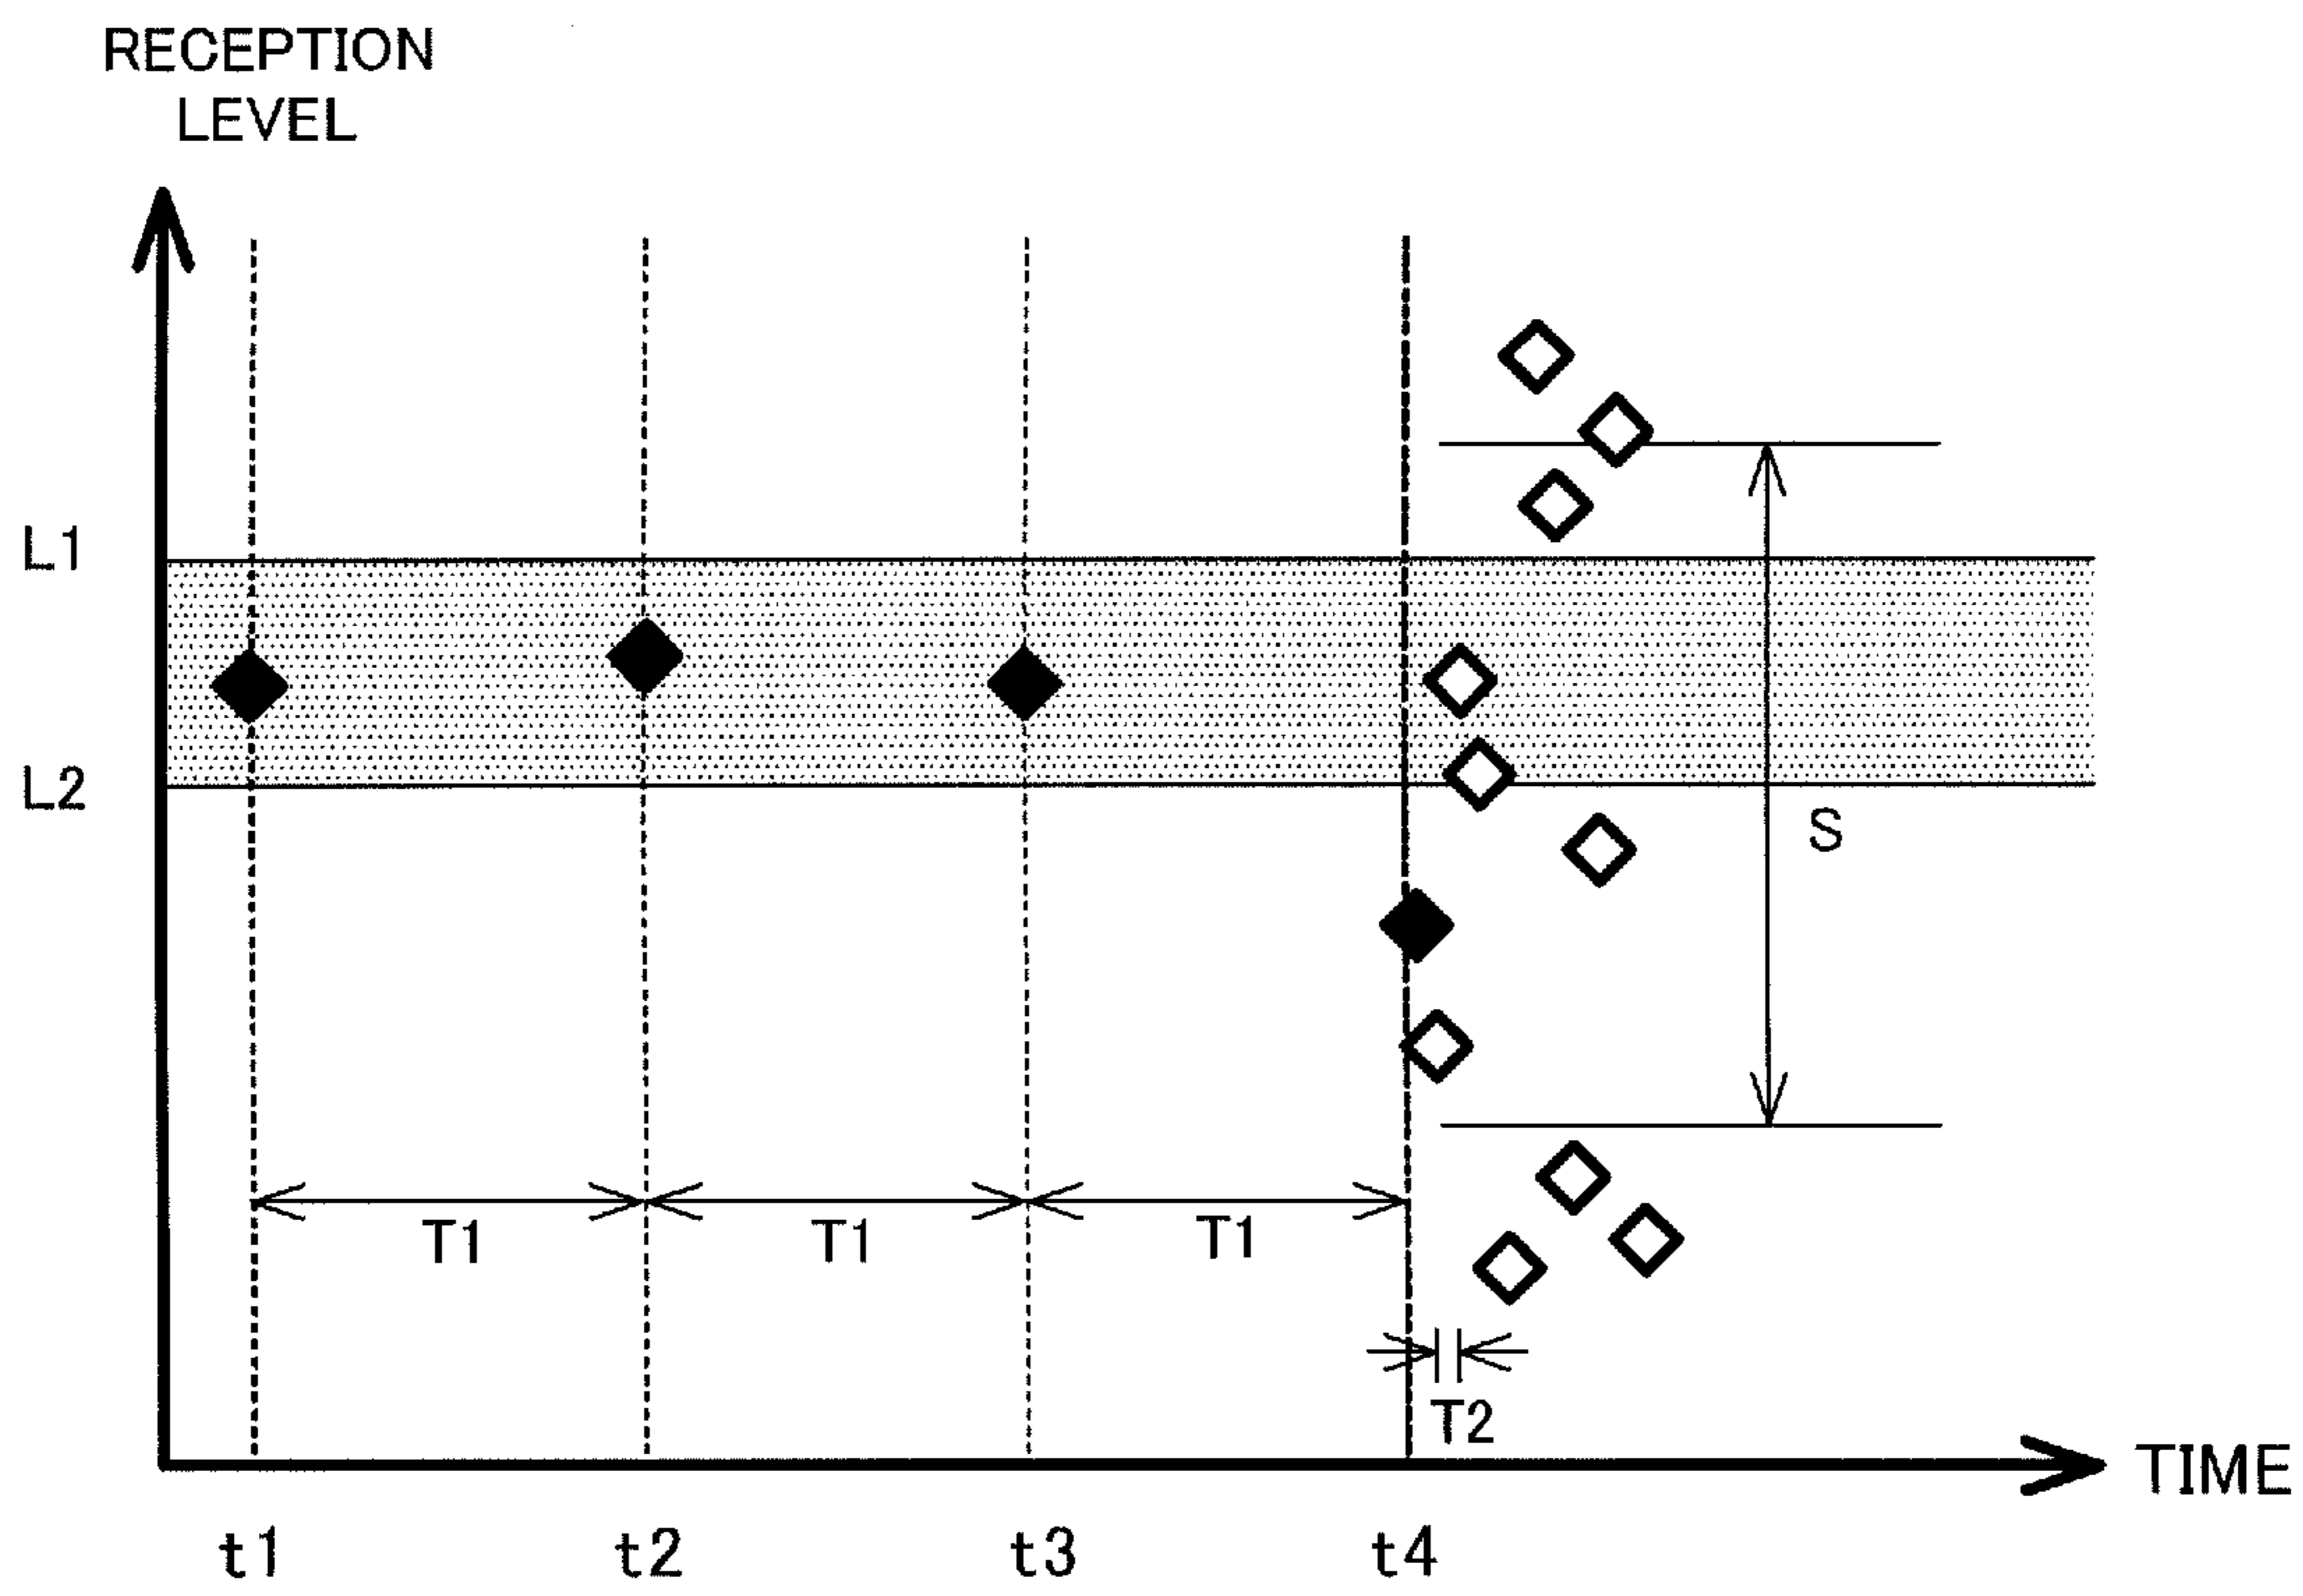 RECEPTION
LEVEL
L1
L2
S
T1 T1 T1
T2
TIME
t1 t2 t3 t4